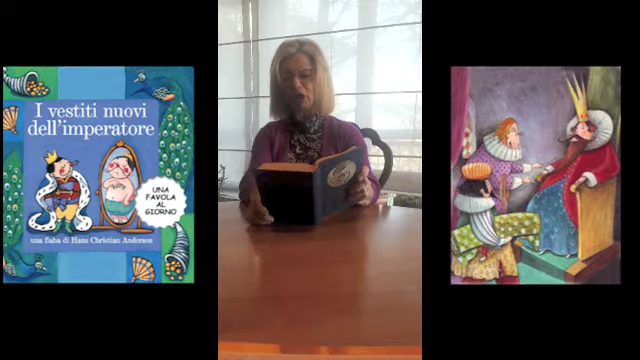 I vestiti nuovi
dell'imperatore
UNA
FAVOLA
AL
GIORNO
una fiaba di Hans Christian Andersen